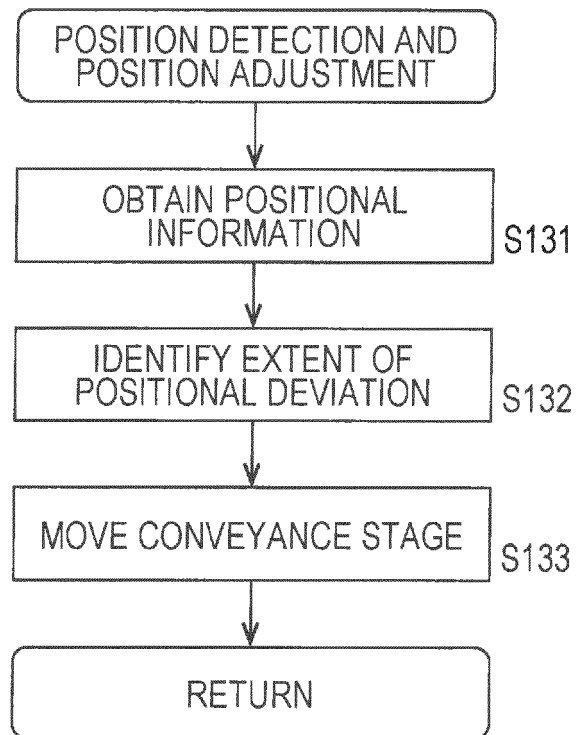 POSITION DETECTION AND
POSITION ADJUSTMENT
OBTAIN POSITIONAL
INFORMATION
S131
IDENTIFY EXTENT OF
POSITIONAL DEVIATION
S132
MOVE CONVEYANCE STAGE
S133
RETURN